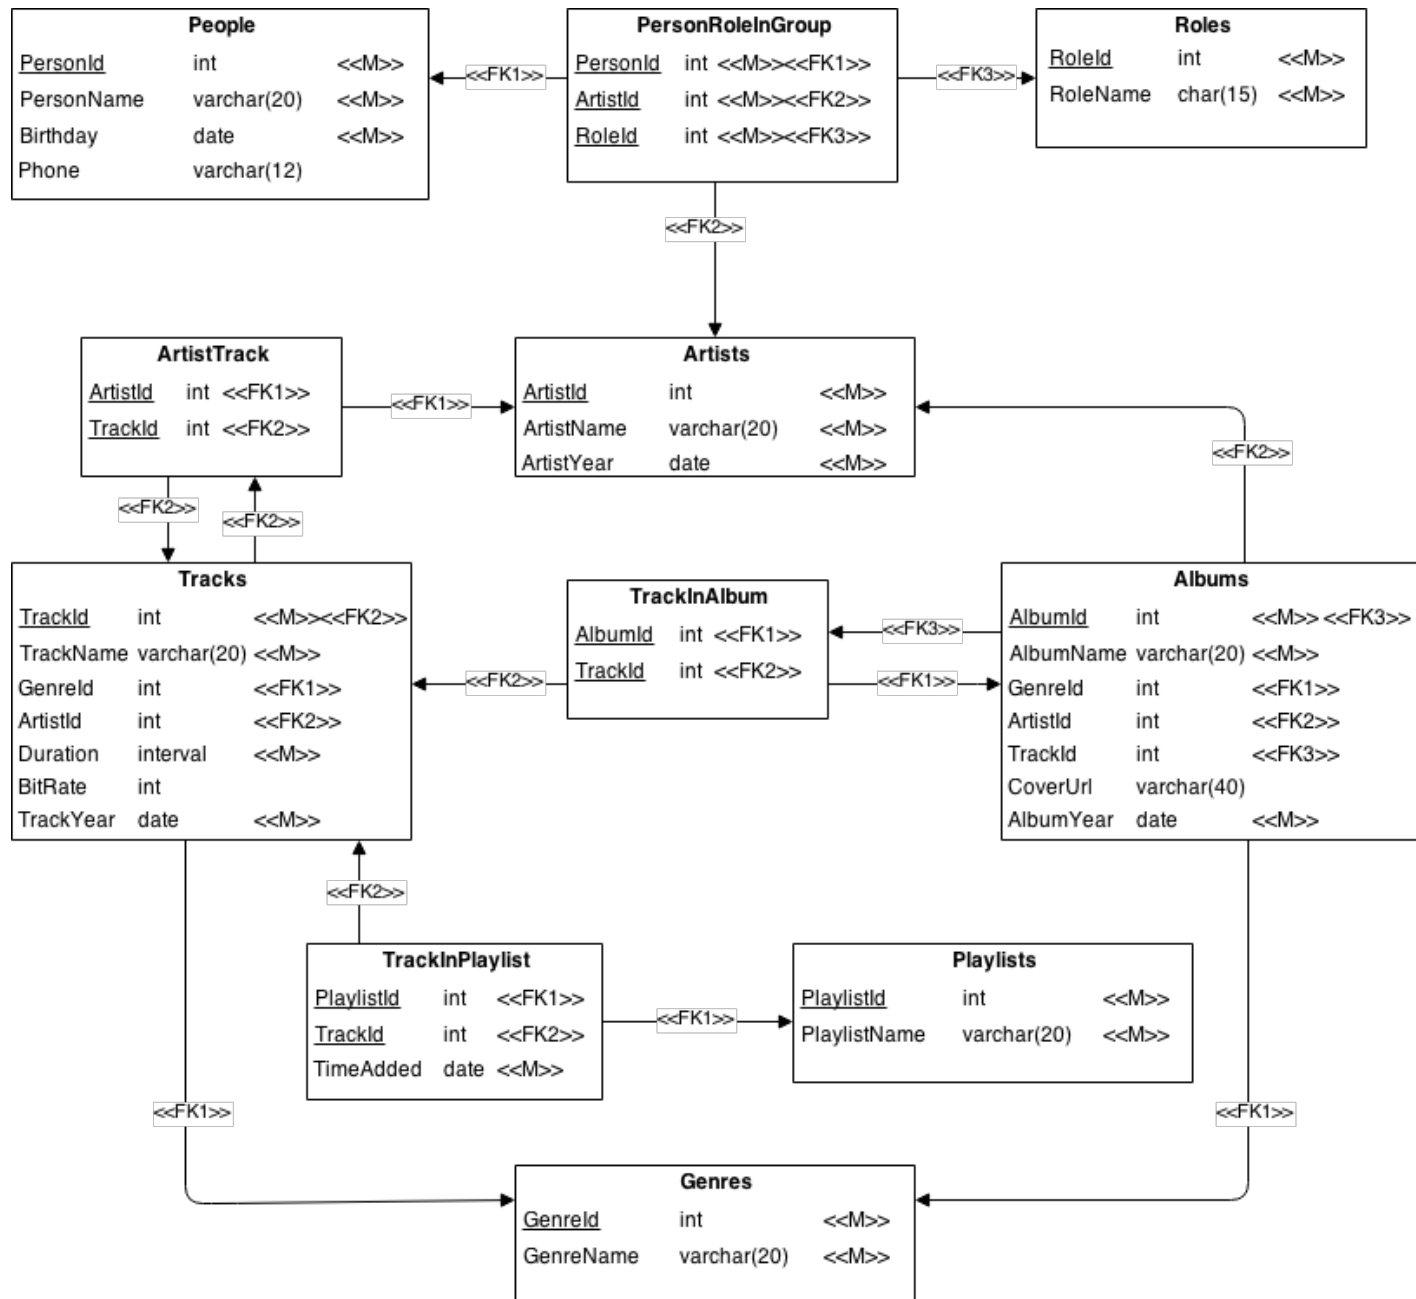 People
PersonId int <<M>>
PersonName varchar(20) <<M>>
Birthday date <<M>>
Phone varchar(12)
<<FK1>>
PersonRoleInGroup
PersonId int <<M>><<FK1>>
ArtistId int <<M>><<FK2>>
RoleId int <<M>><<FK3>>
<<FK3>>
Roles
RoleId int <<M>>
RoleName char(15) <<M>>
<<FK2>>
ArtistTrack
ArtistId int <<FK1>>
TrackId int <<FK2>>
<<FK1>>
Artists
ArtistId int <<M>>
ArtistName varchar(20) <<M>>
ArtistYear date <<M>>
<<FK2>>
<<FK2>>
<<FK2>>
Tracks
TrackId int <<M>><<FK2>>
TrackName varchar(20) <<M>>
GenreId int <<FK1>>
ArtistId int <<FK2>>
Duration interval <<M>>
BitRate int
TrackYear date <<M>>
<<FK2>>
TrackInAlbum
AlbumId int <<FK1>>
TrackId int <<FK2>>
<<FK3>>
<<FK1>>
Albums
AlbumId int <<M>> <<FK3>>
AlbumName varchar(20) <<M>>
GenreId int <<FK1>>
ArtistId int <<FK2>>
TrackId int <<FK3>>
CoverUrl varchar(40)
AlbumYear date <<M>>
<<FK2>>
TrackInPlaylist
PlaylistId int <<FK1>>
TrackId int <<FK2>>
TimeAdded date <<M>>
<<FK1>>
Playlists
PlaylistId int <<M>>
PlaylistName varchar(20) <<M>>
<<FK1>>
<<FK1>>
Genres
GenreId int <<M>>
GenreName varchar(20) <<M>>